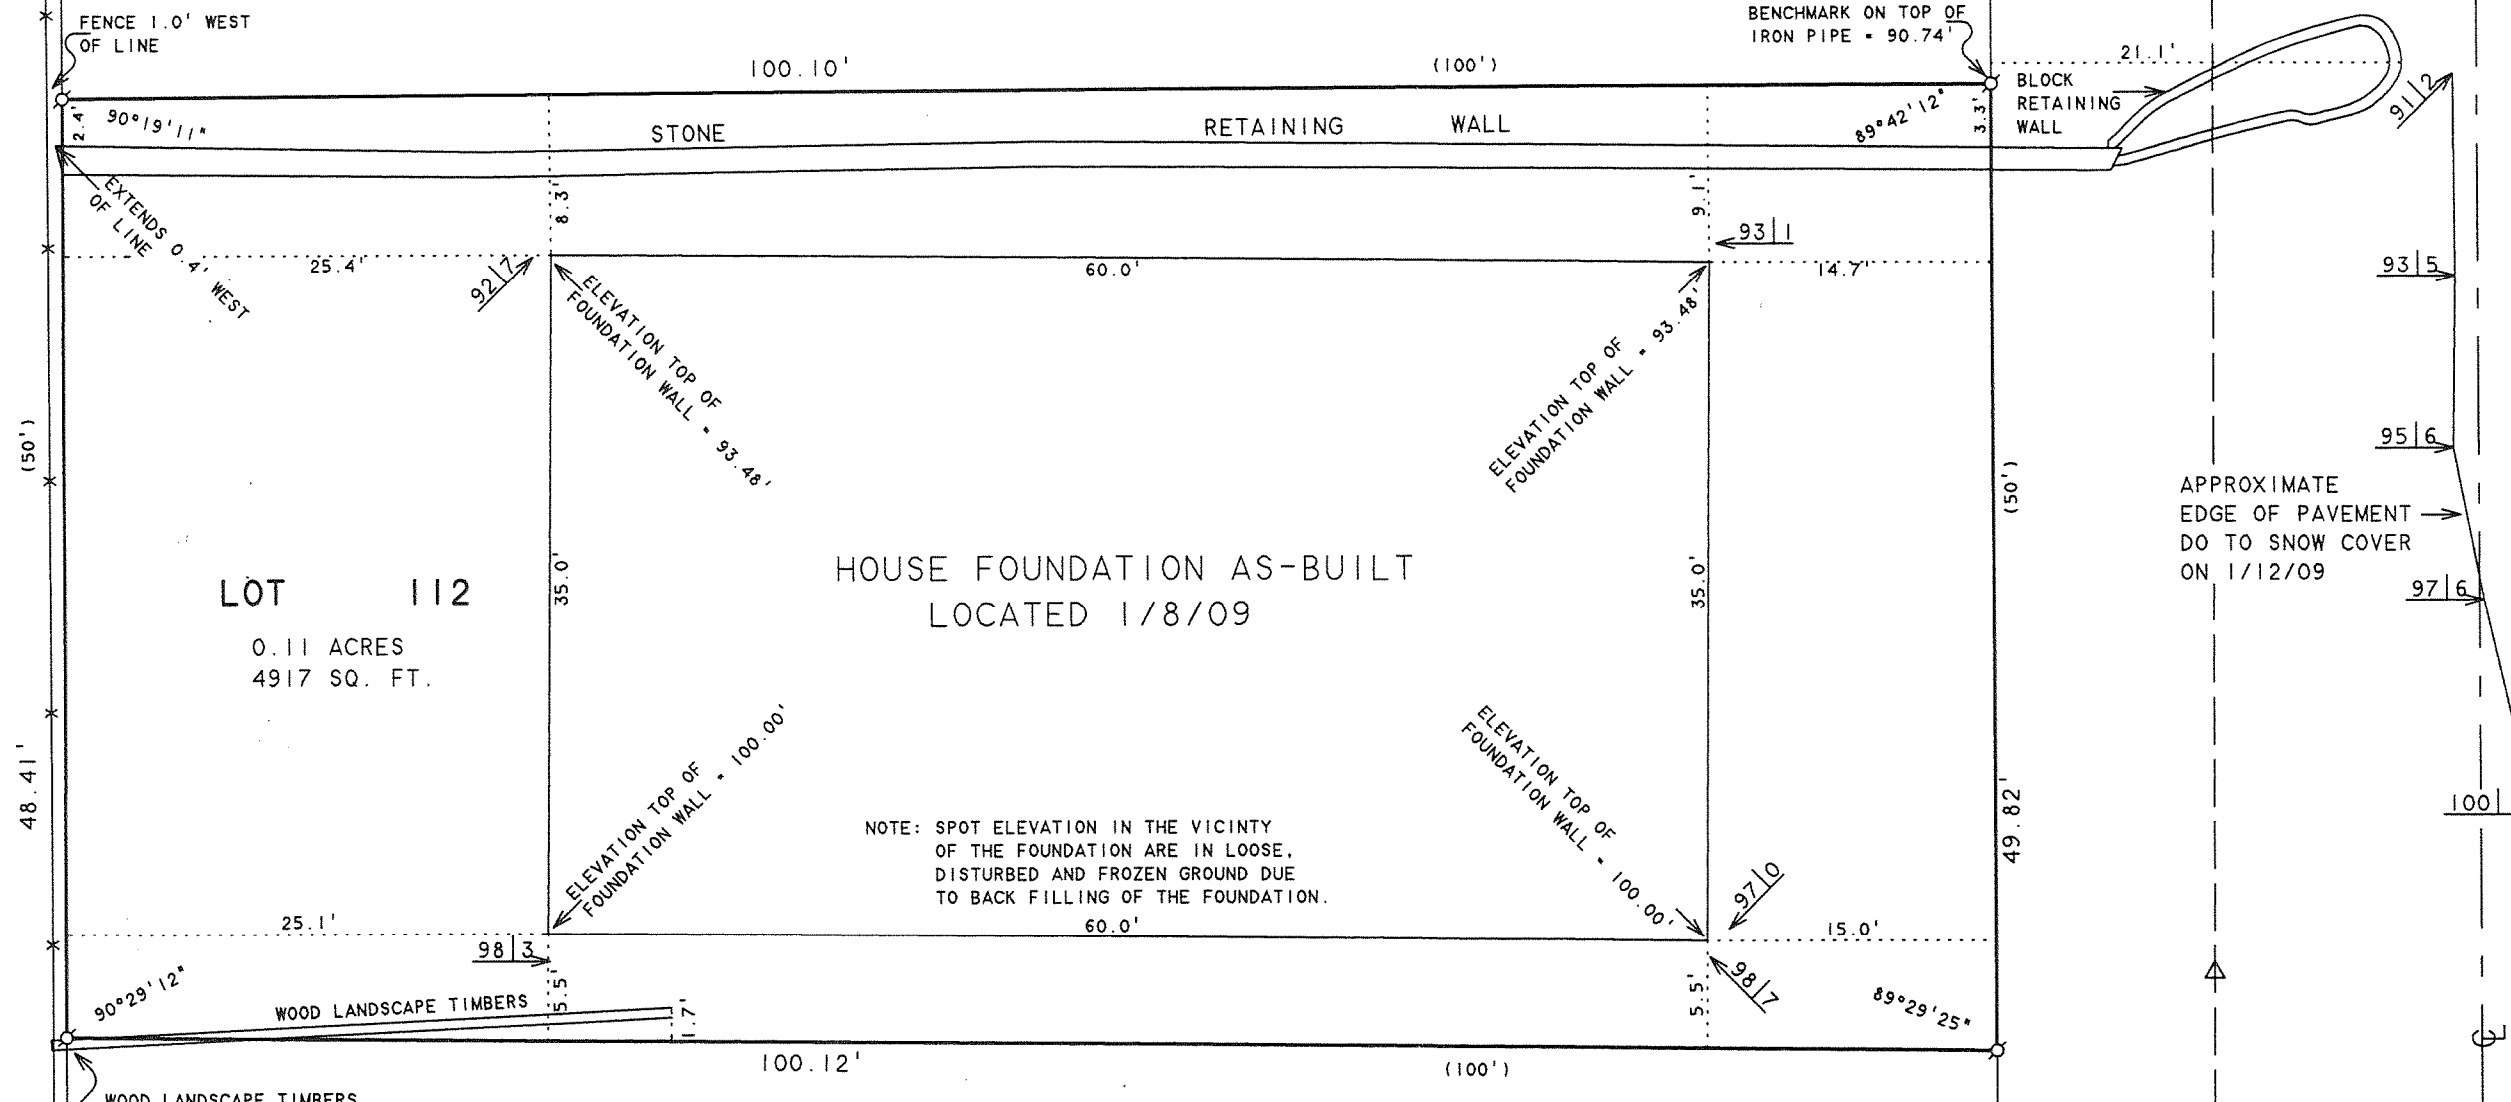 FENCE 1.0' WEST
OF LINE
100.10'
(100')
BENCHMARK ON TOP OF
IRON PIPE = 90.74'
21.1'
BLOCK
RETAINING
WALL
91|2
2.4'
90°19'11"
STONE RETAINING WALL
89°42'12"
3.3'
EXTENDS 0.4' WEST
OF LINE
8.3'
9.1'
93|1
25.4'
92|7
60.0'
14.7'
93|5
ELEVATION TOP OF
FOUNDATION WALL = 93.48'
ELEVATION TOP OF
FOUNDATION WALL = 93.48'
(50')
95|6
(50')
APPROXIMATE
EDGE OF PAVEMENT
DO TO SNOW COVER
ON 1/12/09
97|6
LOT 112
0.11 ACRES
4917 SQ. FT.
35.0'
HOUSE FOUNDATION AS-BUILT
LOCATED 1/8/09
35.0'
48.41'
ELEVATION TOP OF
FOUNDATION WALL = 100.00'
ELEVATION TOP OF
FOUNDATION WALL = 100.00'
49.82'
100|
NOTE: SPOT ELEVATION IN THE VICINTY
OF THE FOUNDATION ARE IN LOOSE,
DISTURBED AND FROZEN GROUND DUE
TO BACK FILLING OF THE FOUNDATION.
97|0
25.1'
60.0'
15.0'
98|3
98|7
90°29'12"
WOOD LANDSCAPE TIMBERS
5.5'
1.7'
5.5'
89°29'25"
100.12'
(100')
WOOD LANDSCAPE TIMBERS